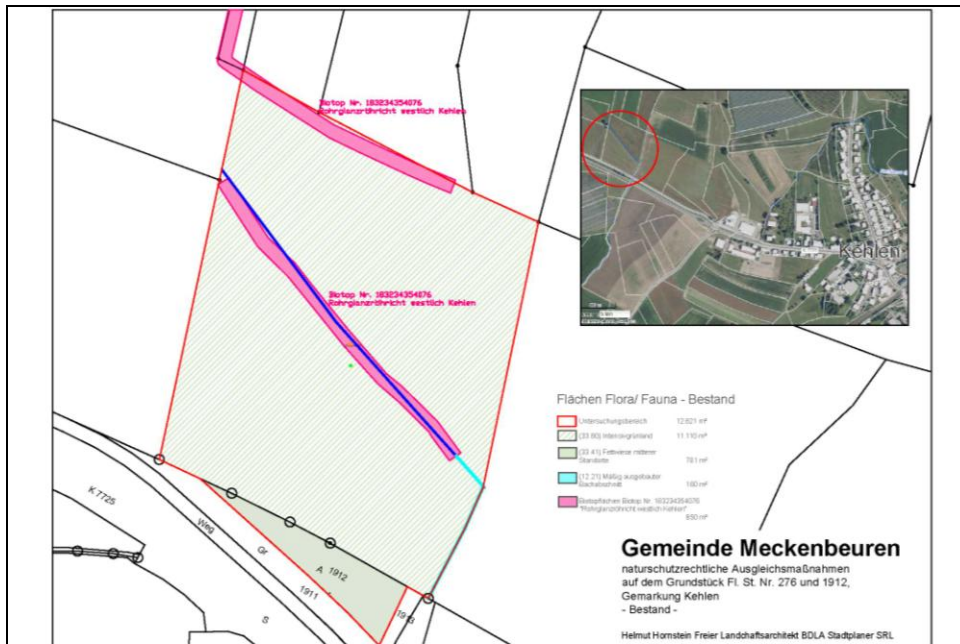 Biotop Nr. 183234354076
Rohrglanzröhricht westlich Kehlen
Biotop Nr. 183234354076
Rohrglanzröhricht westlich Kehlen
Kehlen
Flächen Flora/ Fauna - Bestand
Untersuchungsbereich 12.821 m²
(33.60) Intensivgrünland 11.110 m²
(33.41) Fettwiese mittlerer
Standorte 781 m²
(12.21) Mäßig ausgebauter
Bachabschnitt 160 m²
Biotopflächen Biotop Nr. 183234354076
"Rohrglanzröhricht westlich Kehlen"
850 m²
K 7725
Weg
Gr
A
1912
1911
1913
S
Gemeinde Meckenbeuren
naturschutzrechtliche Ausgleichsmaßnahmen
auf dem Grundstück Fl. St. Nr. 276 und 1912,
Gemarkung Kehlen
- Bestand -
Helmut Hornstein Freier Landchaftsarchitekt BDLA Stadtplaner SRL